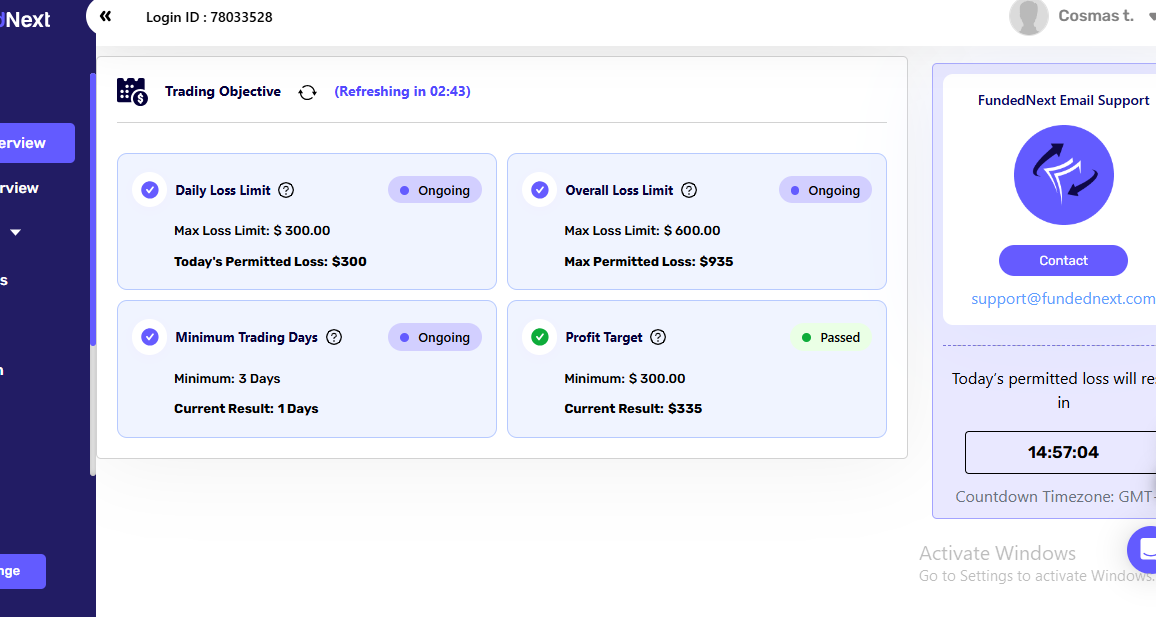 dNext
«
Login ID : 78033528
Cosmas t.
Trading Objective
(Refreshing in 02:43)
FundedNext Email Support
erview
rview
s
n
nge
Daily Loss Limit
Ongoing
Max Loss Limit: $ 300.00
Today's Permitted Loss: $300
Overall Loss Limit
Ongoing
Max Loss Limit: $ 600.00
Max Permitted Loss: $935
Minimum Trading Days
Ongoing
Minimum: 3 Days
Current Result: 1 Days
Profit Target
Passed
Minimum: $ 300.00
Current Result: $335
Contact
support@fundednext.com
Today's permitted loss will re
in
14:57:04
Countdown Timezone: GMT
Activate Windows
Go to Settings to activate Windows.